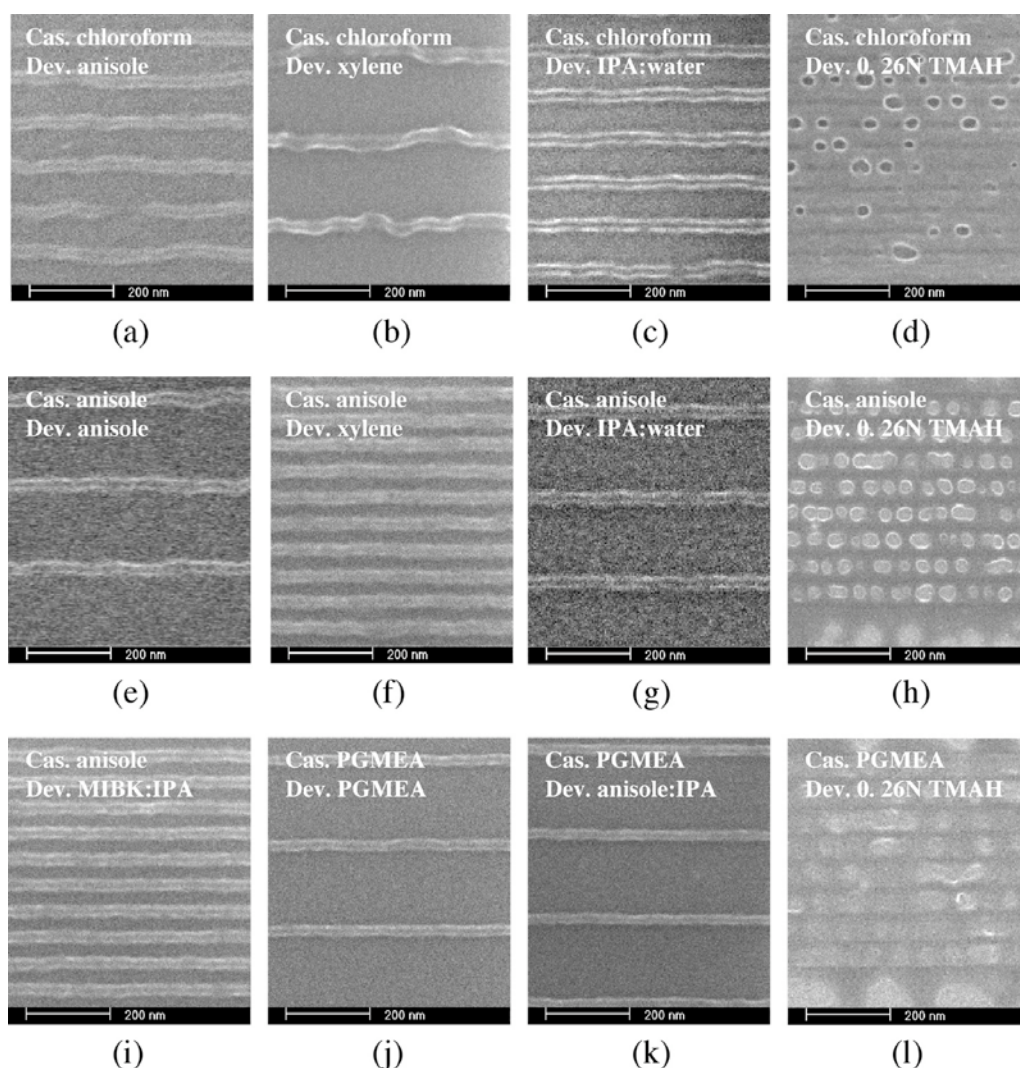 Cas. chloroform
Dev. anisole
200 nm
(a)
Cas. chloroform
Dev. xylene
200 nm
(b)
Cas. chloroform
Dev. IPA:water
200 nm
(c)
Cas. chloroform
Dev. 0. 26N TMAH
200 nm
(d)
Cas. anisole
Dev. anisole
200 nm
(e)
Cas. anisole
Dev. xylene
200 nm
(f)
Cas. anisole
Dev. IPA:water
200 nm
(g)
Cas. anisole
Dev. 0. 26N TMAH
200 nm
(h)
Cas. anisole
Dev. MIBK:IPA
200 nm
(i)
Cas. PGMEA
Dev. PGMEA
200 nm
(j)
Cas. PGMEA
Dev. anisole:IPA
200 nm
(k)
Cas. PGMEA
Dev. 0. 26N TMAH
200 nm
(l)